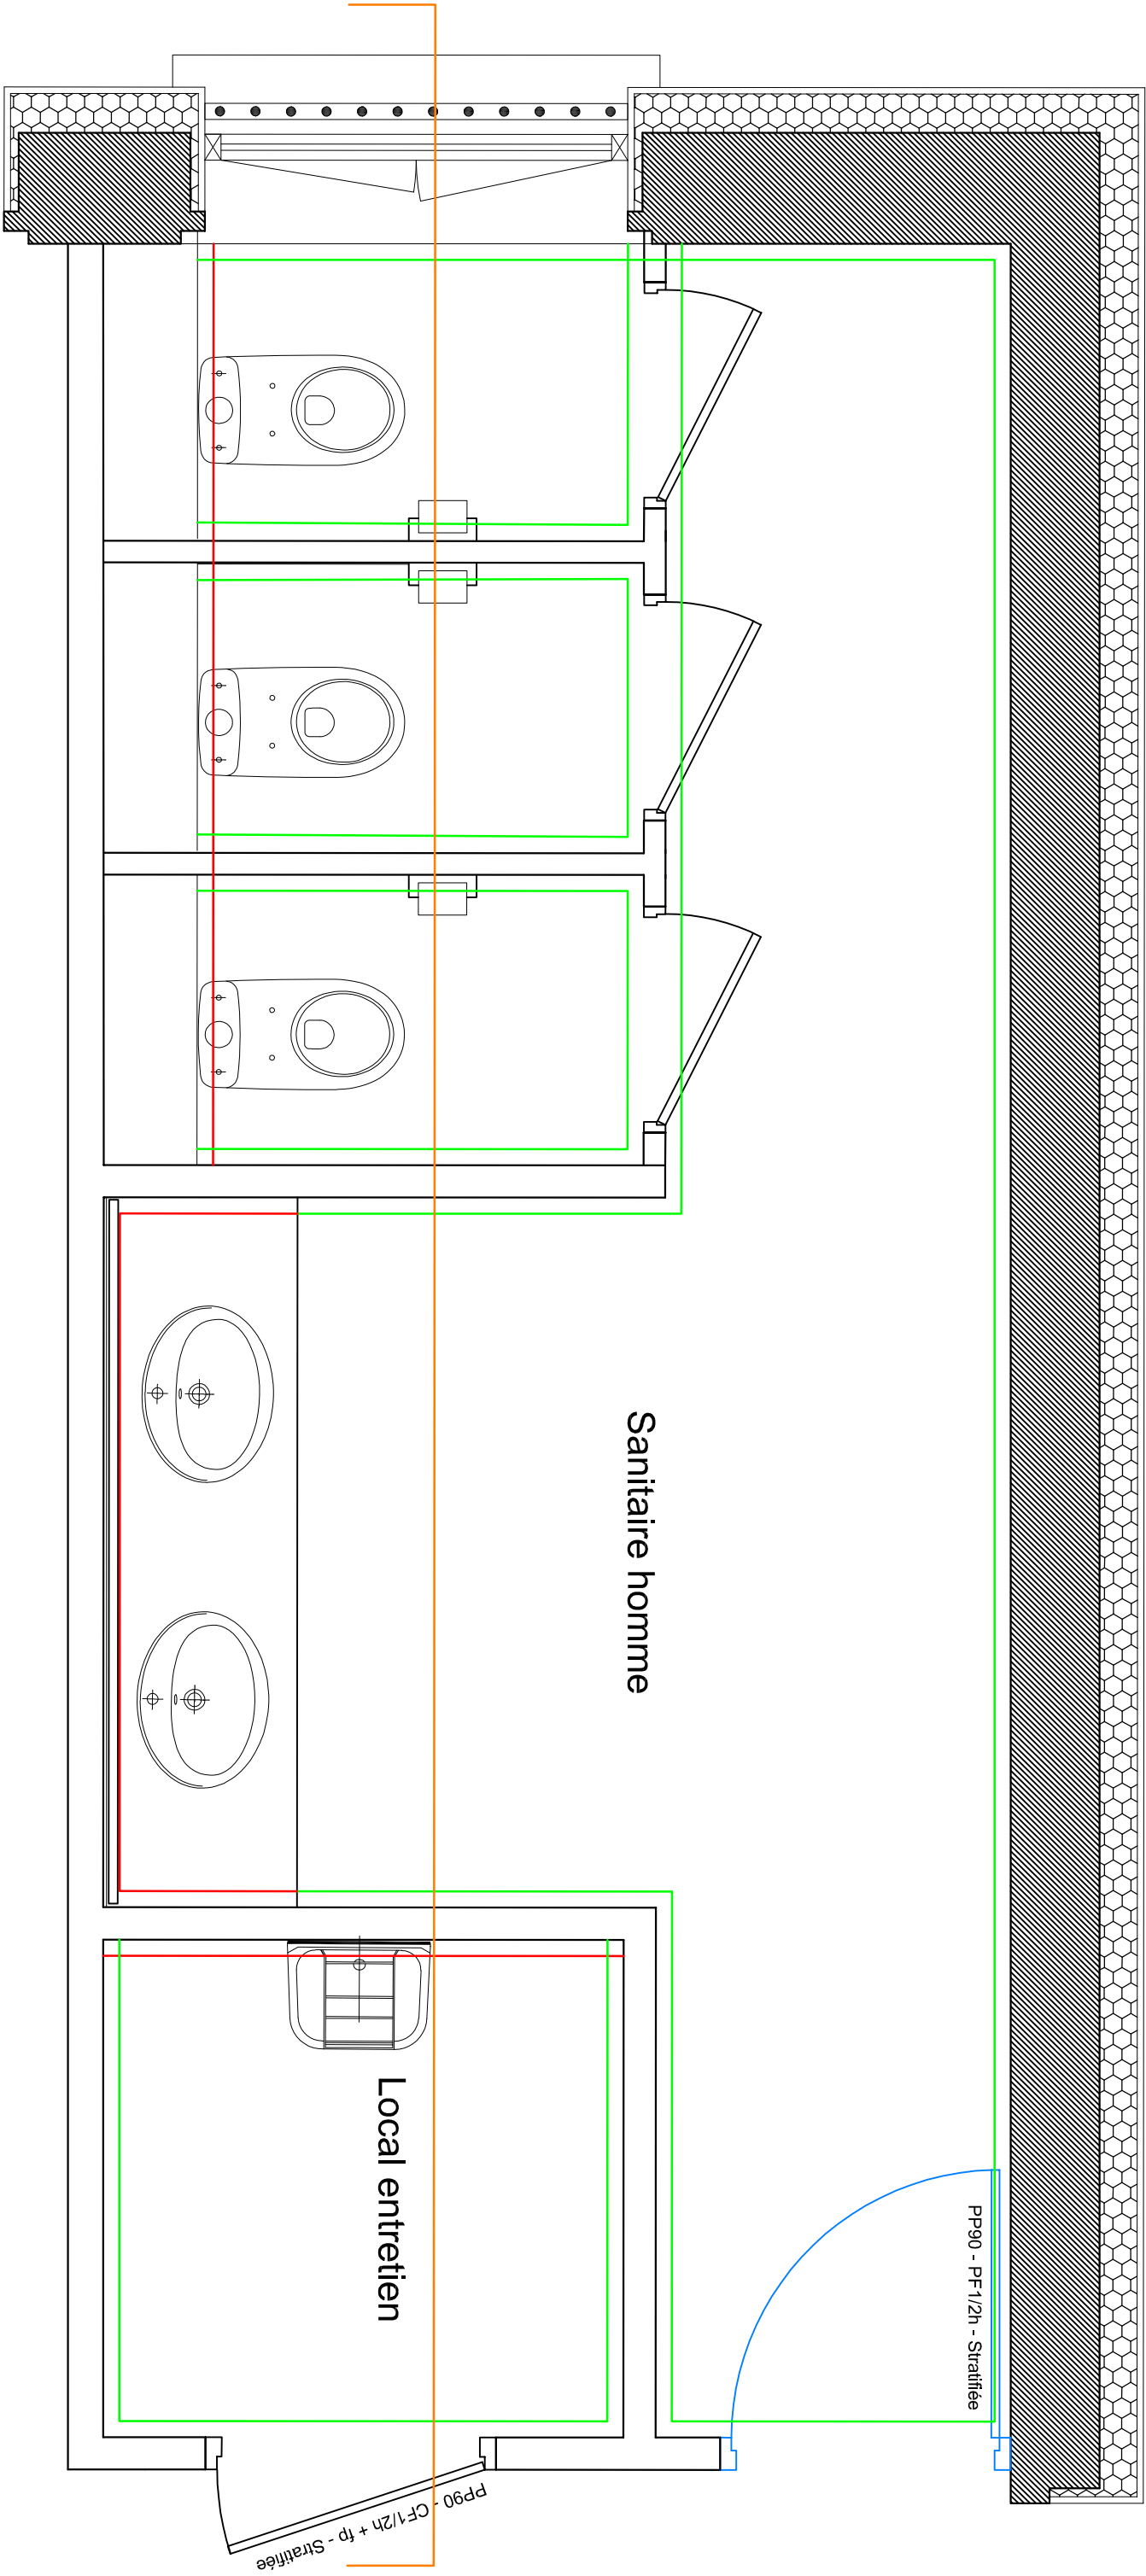 Sanitaire homme
Local entretien
PP90 - PF1/2h - Stratifiée
PP90 - CF1/2h + fp - Stratifiée